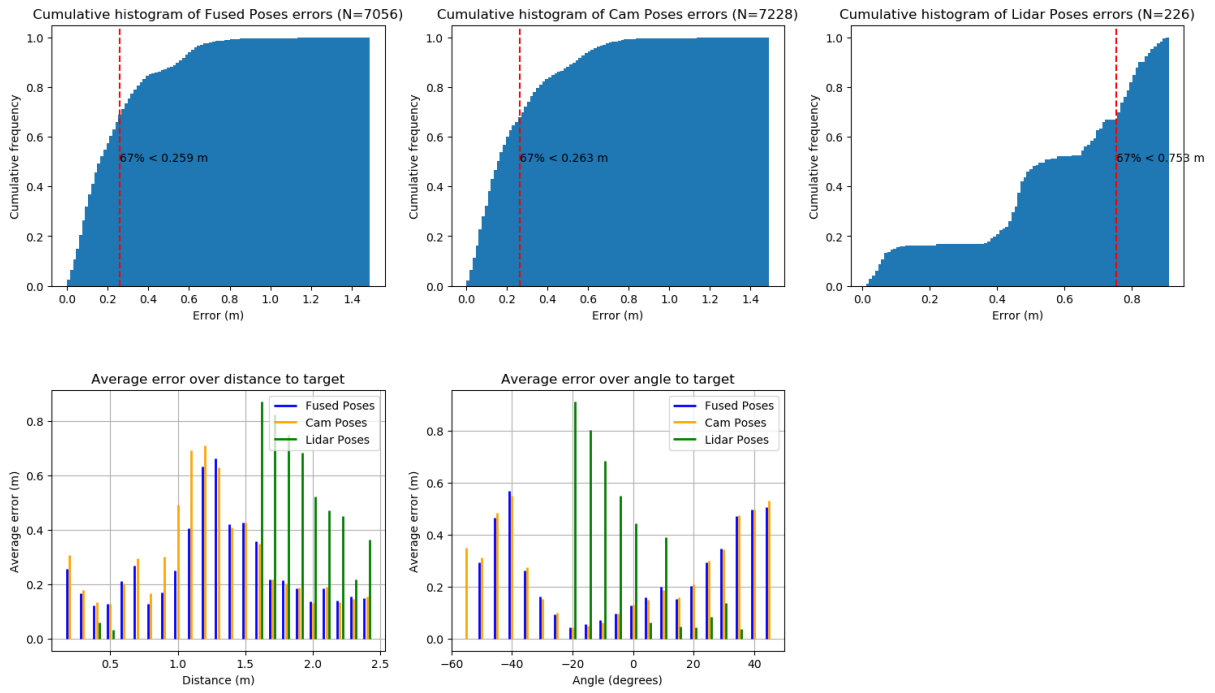 Cumulative histogram of Fused Poses errors (N=7056)
Cumulative frequency
1.0
0.8
0.6
0.4
0.2
0.0
67% < 0.259 m
0.0 0.2 0.4 0.6 0.8 1.0 1.2 1.4
Error (m)
Cumulative histogram of Cam Poses errors (N=7228)
Cumulative frequency
1.0
0.8
0.6
0.4
0.2
0.0
67% < 0.263 m
0.0 0.2 0.4 0.6 0.8 1.0 1.2 1.4
Error (m)
Cumulative histogram of Lidar Poses errors (N=226)
Cumulative frequency
1.0
0.8
0.6
0.4
0.2
0.0
67% < 0.753 m
0.0 0.2 0.4 0.6 0.8
Error (m)
Average error over distance to target
Average error (m)
0.8
0.6
0.4
0.2
0.0
Fused Poses
Cam Poses
Lidar Poses
0.5 1.0 1.5 2.0 2.5
Distance (m)
Average error over angle to target
Average error (m)
0.8
0.6
0.4
0.2
0.0
Fused Poses
Cam Poses
Lidar Poses
−60 −40 −20 0 20 40
Angle (degrees)